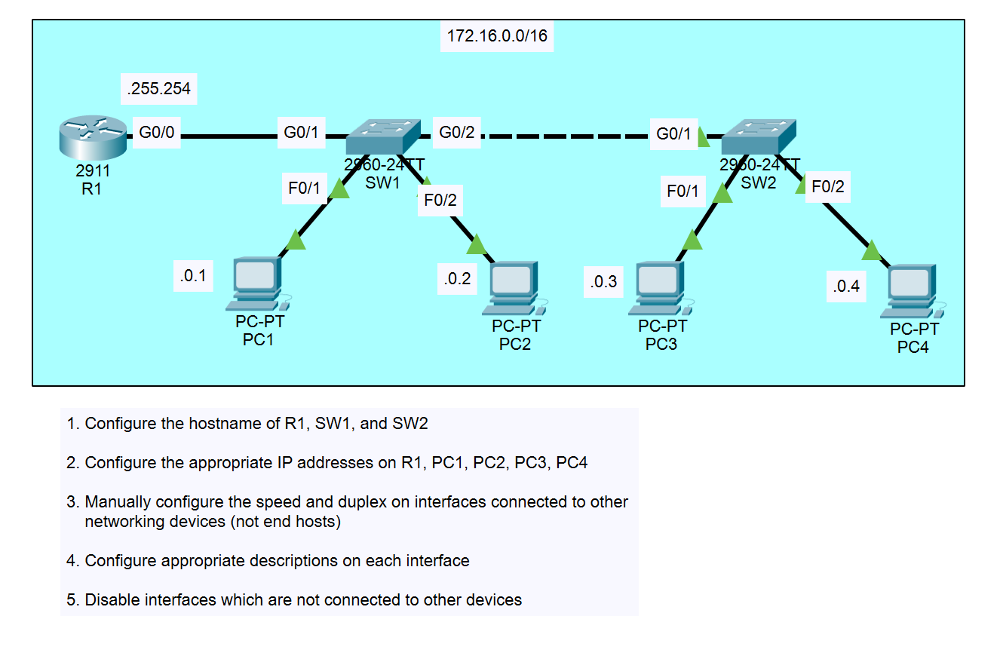 172.16.0.0/16
.255.254
G0/0
G0/1
G0/2
G0/1
2911
R1
2960-24TT
SW1
2960-24TT
SW2
F0/1
F0/2
F0/1
F0/2
.0.1
.0.2
.0.3
.0.4
PC-PT
PC1
PC-PT
PC2
PC-PT
PC3
PC-PT
PC4
1. Configure the hostname of R1, SW1, and SW2
2. Configure the appropriate IP addresses on R1, PC1, PC2, PC3, PC4
3. Manually configure the speed and duplex on interfaces connected to other
networking devices (not end hosts)
4. Configure appropriate descriptions on each interface
5. Disable interfaces which are not connected to other devices